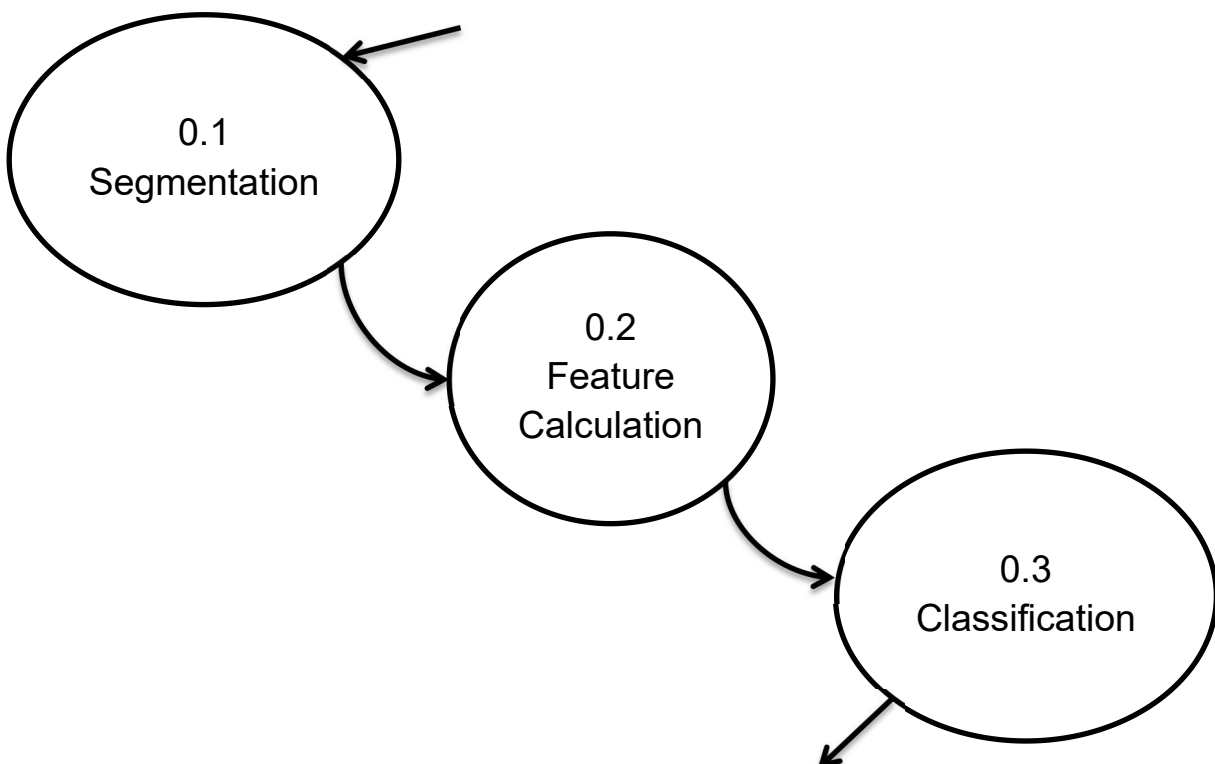 0.1
Segmentation
0.2
Feature
Calculation
0.3
Classification